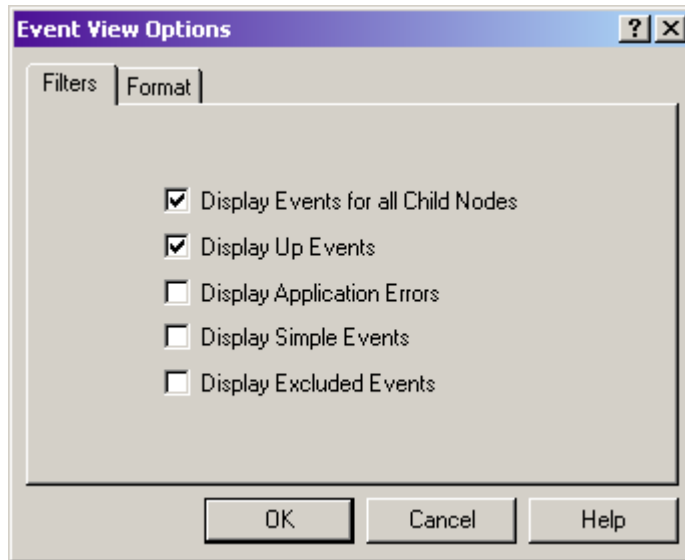 Event View Options
Filters Format
Display Events for all Child Nodes
Display Up Events
Display Application Errors
Display Simple Events
Display Excluded Events
OK Cancel Help